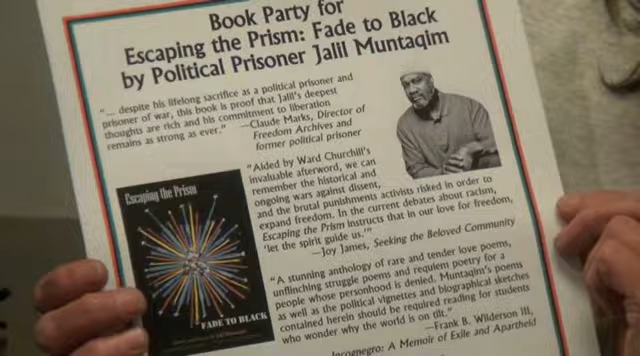 Book Party for
Escaping the Prism: Fade to Black
by Political Prisoner Jalil Muntaqim
"... despite his lifelong sacrifice as a political prisoner and
prisoner of war, this book is proof that Jalil's deepest
thoughts are rich and his commitment to liberation
remains as strong as ever." —Claude Marks, Director of
Freedom Archives and
former political prisoner
"Aided by Ward Churchill's
invaluable afterword, we can
remember the historical and
ongoing wars against dissent,
and the brutal punishments activists risked in order to
expand freedom. In the current debates about racism,
Escaping the Prism instructs that in our love for freedom,
'let the spirit guide us.'"
—Joy James, Seeking the Beloved Community
Escaping the Prism
FADE TO BLACK
"A stunning anthology of rare and tender love poems,
unflinching struggle poems and requiem poetry for a
people whose personhood is denied. Muntaqim's poems
as well as the political vignettes and biographical sketches
contained herein should be required reading for students
who wonder why the world is on tilt."
—Frank B. Wilderson III,
Incognegro: A Memoir of Exile and Apartheid